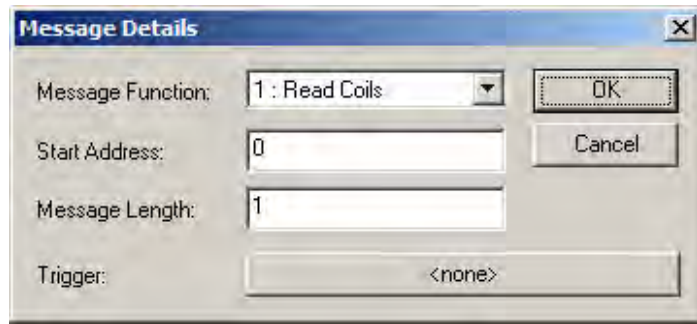 Message Details
Message Function: 1 : Read Coils OK
Start Address: 0 Cancel
Message Length: 1
Trigger: <none>